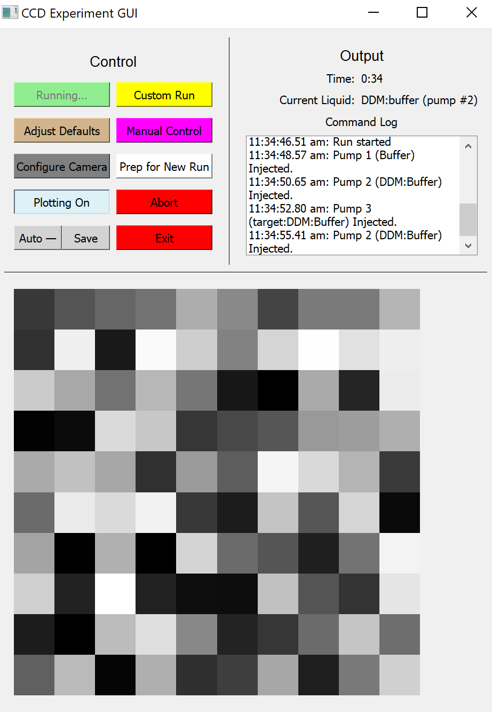 CCD Experiment GUI
Control
Running...
Custom Run
Adjust Defaults
Manual Control
Configure Camera
Prep for New Run
Plotting On
Abort
Auto —
Save
Exit
Output
Time: 0:34
Current Liquid: DDM:buffer (pump #2)
Command Log
11:34:46.51 am: Run started
11:34:48.57 am: Pump 1 (Buffer)
Injected.
11:34:50.65 am: Pump 2 (DDM:Buffer)
Injected.
11:34:52.80 am: Pump 3
(target:DDM:Buffer) Injected.
11:34:55.41 am: Pump 2 (DDM:Buffer)
Injected.